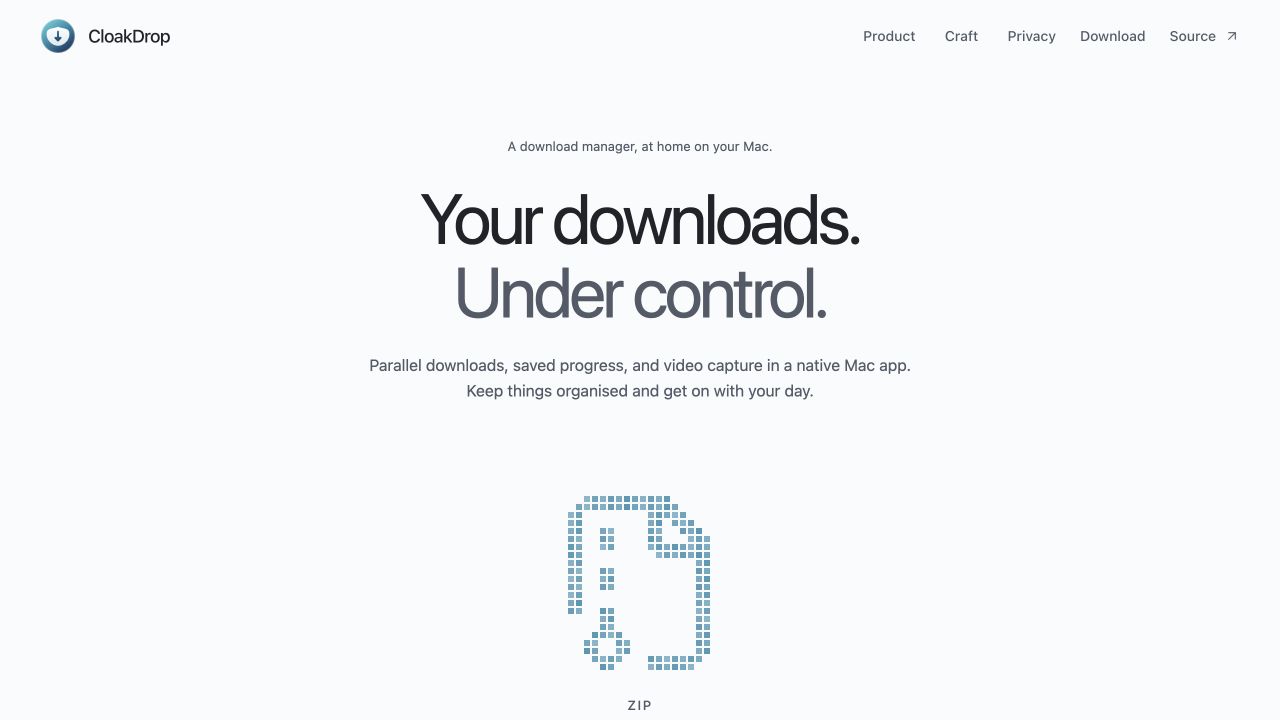 CloakDrop
Product
Craft
Privacy
Download
Source
A download manager, at home on your Mac.
Your downloads.
Under control.
Parallel downloads, saved progress, and video capture in a native Mac app.
Keep things organised and get on with your day.
ZIP